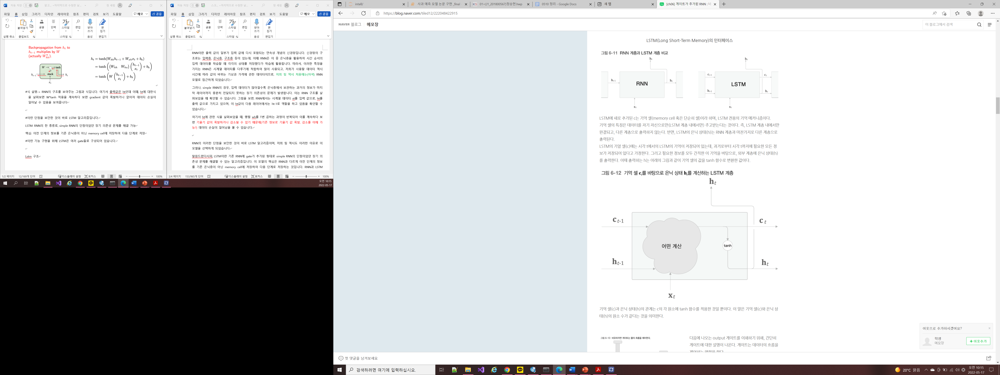 자동 저장
정 세림
파일 홈 삽입 그리기 디자인 레이아웃 참조 편지 검토 보기 도움말 메모 공유
붙여넣기 글꼴 단락 스타일 편집 받아쓰기 편집기
실행 취소 클립보드 스타일 음성 편집기
Backpropagation from h_t to
h_{t-1} multiplies by W
(actually W_hh^T).
h_t = tanh(W_hh h_{t-1} + W_xh x_t + b_h)
= tanh((W_hh W_hx)(h_{t-1} x_t) + b_h)
= tanh(W(h_{t-1} x_t) + b_h)
W tanh
stack
h_{t-1} h_t
x_t
#식 설명-> RNN의 구조를 보여주는 그림과 식입니다. 여기서 출력값은 ht인데 이때, ht에 대한식
을 살펴보면 W*tanh 적용을 계속하다 보면 gradient 값이 폭발하거나 없어져 데이터 손실이
일어날 수 있음을 보여줍니다
#이런 단점을 보안한 것이 바로 LSTM 알고리즘입니다.
LSTM: RNN의 한 종류로, simple RNN의 단점이었던 장기 의존성 문제를 해결 가능
핵심: 이전 단계의 정보를 기존 은닉층이 아닌 memory cell에 저장하여 다음 단계로 저장
#이런 기능 구현을 위해 LSTM은 여러 gate들로 구성되어 있습니다.
Lstm 구조
1/2 페이지 12/169개 단어 디스플레이 설정 포커스 100%
자동 저장
정 세림
파일 홈 삽입 그리기 디자인 레이아웃 참조 편지 검토 보기 도움말 메모 공유
붙여넣기 글꼴 단락 스타일 편집 받아쓰기 편집기
실행 취소 클립보드 스타일 음성 편집기
RNN이란 출력 값의 일부가 입력 값에 다시 포함되는 연속성 개념의 신경망입니다. 신경망의 구
조로는 입력층, 은닉층, 구조층 등이 있는데, 이때 RNN은 이 중 은닉층을 활용하여 시간 순서의
입력 데이터를 학습할 때 각각의 상태를 저장했다가 학습에 활용합니다. 따라서, 이러한 특징을
가지는 RNN은 시계열 데이터를 다루기에 적합하여 많이 사용되고, 저희가 사용할 데이터 역시
시간에 따라 값이 바뀌는 기상과 가격에 관한 데이터이므로, 저희 팀 역시 처음에는(어색) RNN
모델로 접근하게 되었습니다.
그러나, simple RNN의 경우, 입력 데이터가 많아질수록 은닉층에서 보관하는 과거의 정보가 마지
막 레이어까지 충분히 전달되지 못하는 장기 의존성의 문제가 발생합니다. 이는 RNN 구조를 살
펴보았을 때 확인할 수 있습니다. 그림을 보면, RNN에서는 시계열 데이터 xt를 입력 값으로, ht를
출력 값으로 가지고 있으며, 이 ht값이 다음 레이어에서는 ht-1로 역할을 하고 있음을 확인할 수
있습니다.
여기서 ht에 관한 식을 살펴보았을 때, 행렬 wh를 T번 곱하는 과정이 반복되어 이를 계속하다 보
면 기울기 값이 폭발하거나 감소될 수 있기 때문에(기존 정보로 기울기 값 폭발, 감소를 이해 가
능?) 데이터 손실이 일어남을 볼 수 있습니다.
RNN의 이러한 단점을 보안한 것이 바로 LSTM 알고리즘이며, 저희 팀 역시도 이러한 이유로 이
모델을 선택하게 되었습니다.
말씀드렸다시피, LSTM이란 기존 RNN에 gate가 추가된 형태로 simple RNN의 단점이었던 장기 의
존성 문제를 해결할 수 있는 알고리즘입니다. 이 모델의 핵심은 RNN과 다르게 이전 단계의 정보
를 기존 은닉층이 아닌 memory cell에 저장하여 다음 단계로 저장하는 것입니다. RNN과 LSTM
3/4 페이지 153/965개 단어 디스플레이 설정 포커스 100%
오전 10:15
2022-05-17
intell/
사과 예측 모델 논문 구현 _final
01=(J1_201800567)정승현.hwp
0510 정리 - Google Docs
새 탭
[ch06] 게이트가 추가된 RNN : 네
https://blog.naver.com/tiled12/222048422915
NAVER 블로그 메모장
이 블로그에서 검색
LSTM(Long Short-Term Memory)의 인터페이스
그림 6-11 RNN 계층과 LSTM 계층 비교
h_t h_t
h_{t-1} RNN h_t
c_{t-1} LSTM c_t
h_{t-1} h_t
x_t x_t
LSTM에 새로 추가된 c는 기억 셀(memory cell 혹은 단순히 셀)이라 하며, LSTM 전용의 기억 메커니즘이다.
기억 셀의 특징은 데이터를 자기 자신으로만(LSTM 계층 내에서만) 주고받는다는 것이다. 즉, LSTM 계층 내에서만
완결되고, 다른 계층으로 출력하지 않는다. 반면, LSTM의 은닉 상태(h)는 RNN 계층과 마찬가지로 다른 계층으로
출력된다.
LSTM의 기얼 셀(c)에는 시각 t에서의 LSTM의 기억이 저장되어 있는데, 과거로부터 시각 t까지에 필요한 모든 정
보가 저장되어 있다고 가정한다. 그리고 필요한 정보를 모두 간직한 이 기억을 바탕으로, 외부 계층에 은닉 상태(h)
를 출력한다. 이때 출력하는 h는 아래의 그림과 같이 기억 셀의 값을 tanh 함수로 변환한 값이다.
그림 6-12 기억 셀 c_t를 바탕으로 은닉 상태 h_t를 계산하는 LSTM 계층
h_t
c_{t-1} c_t
어떤 계산 tanh
h_{t-1} h_t
x_t
기억 셀(c)과 은닉 상태(h)의 관계는 c의 각 원소에 tanh 함수를 적용한 것일 뿐이다. 이 말은 기억 셀(c)와 은닉 상
태(h)의 원소 수가 같다는 것을 의미한다.
그림 6-13 비유하자면 게이트는 물의 흐름을 제어한다.
다음에 나오는 output 게이트를 이해하기 위해, 간단히
게이트에 대한 설명이 나온다. 게이트는 데이터의 흐름을
제어하는 역할을 한다
이웃으로 추가하시겠어요?
학생
메모장
이웃추가
첫 댓글을 남겨보세요
검색하려면 여기에 입력하십시오.
20°C 맑음
오전 10:15
2022-05-17